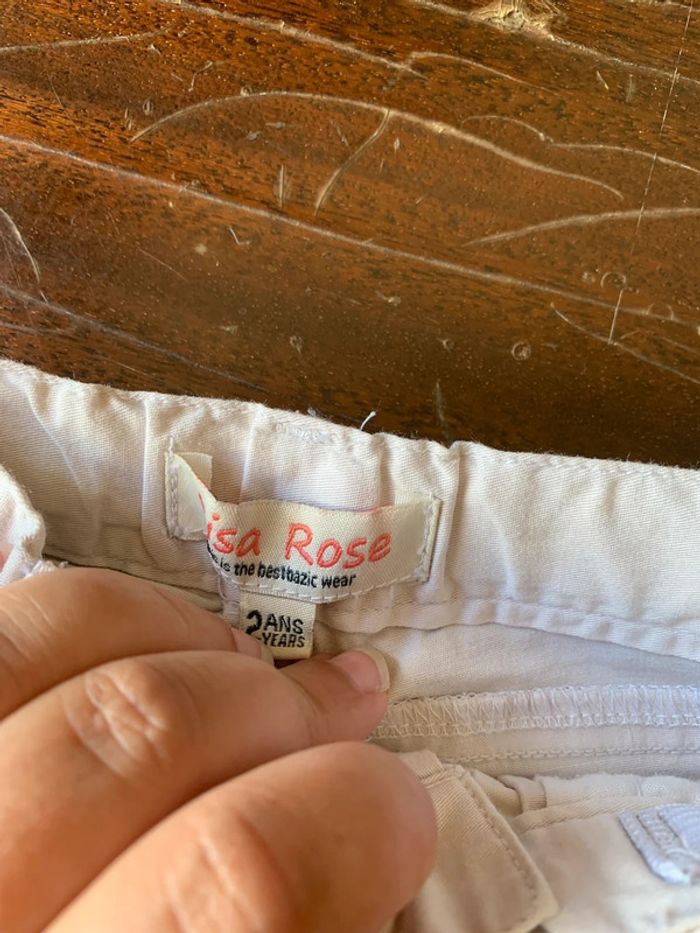 isa Rose
is the bestbazic wear
2 ANS
YEARS